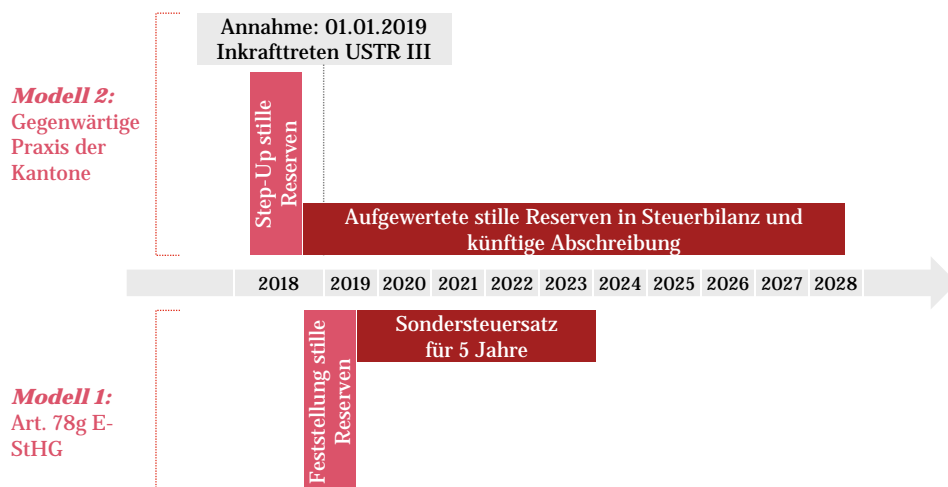 Annahme: 01.01.2019
Inkrafttreten USTR III
Modell 2:
Gegenwärtige
Praxis der
Kantone
Step-Up stille
Reserven
Aufgewertete stille Reserven in Steuerbilanz und
künftige Abschreibung
2018 2019 2020 2021 2022 2023 2024 2025 2026 2027 2028
Modell 1:
Art. 78g E-
StHG
Feststellung stille
Reserven
Sondersteuersatz
für 5 Jahre